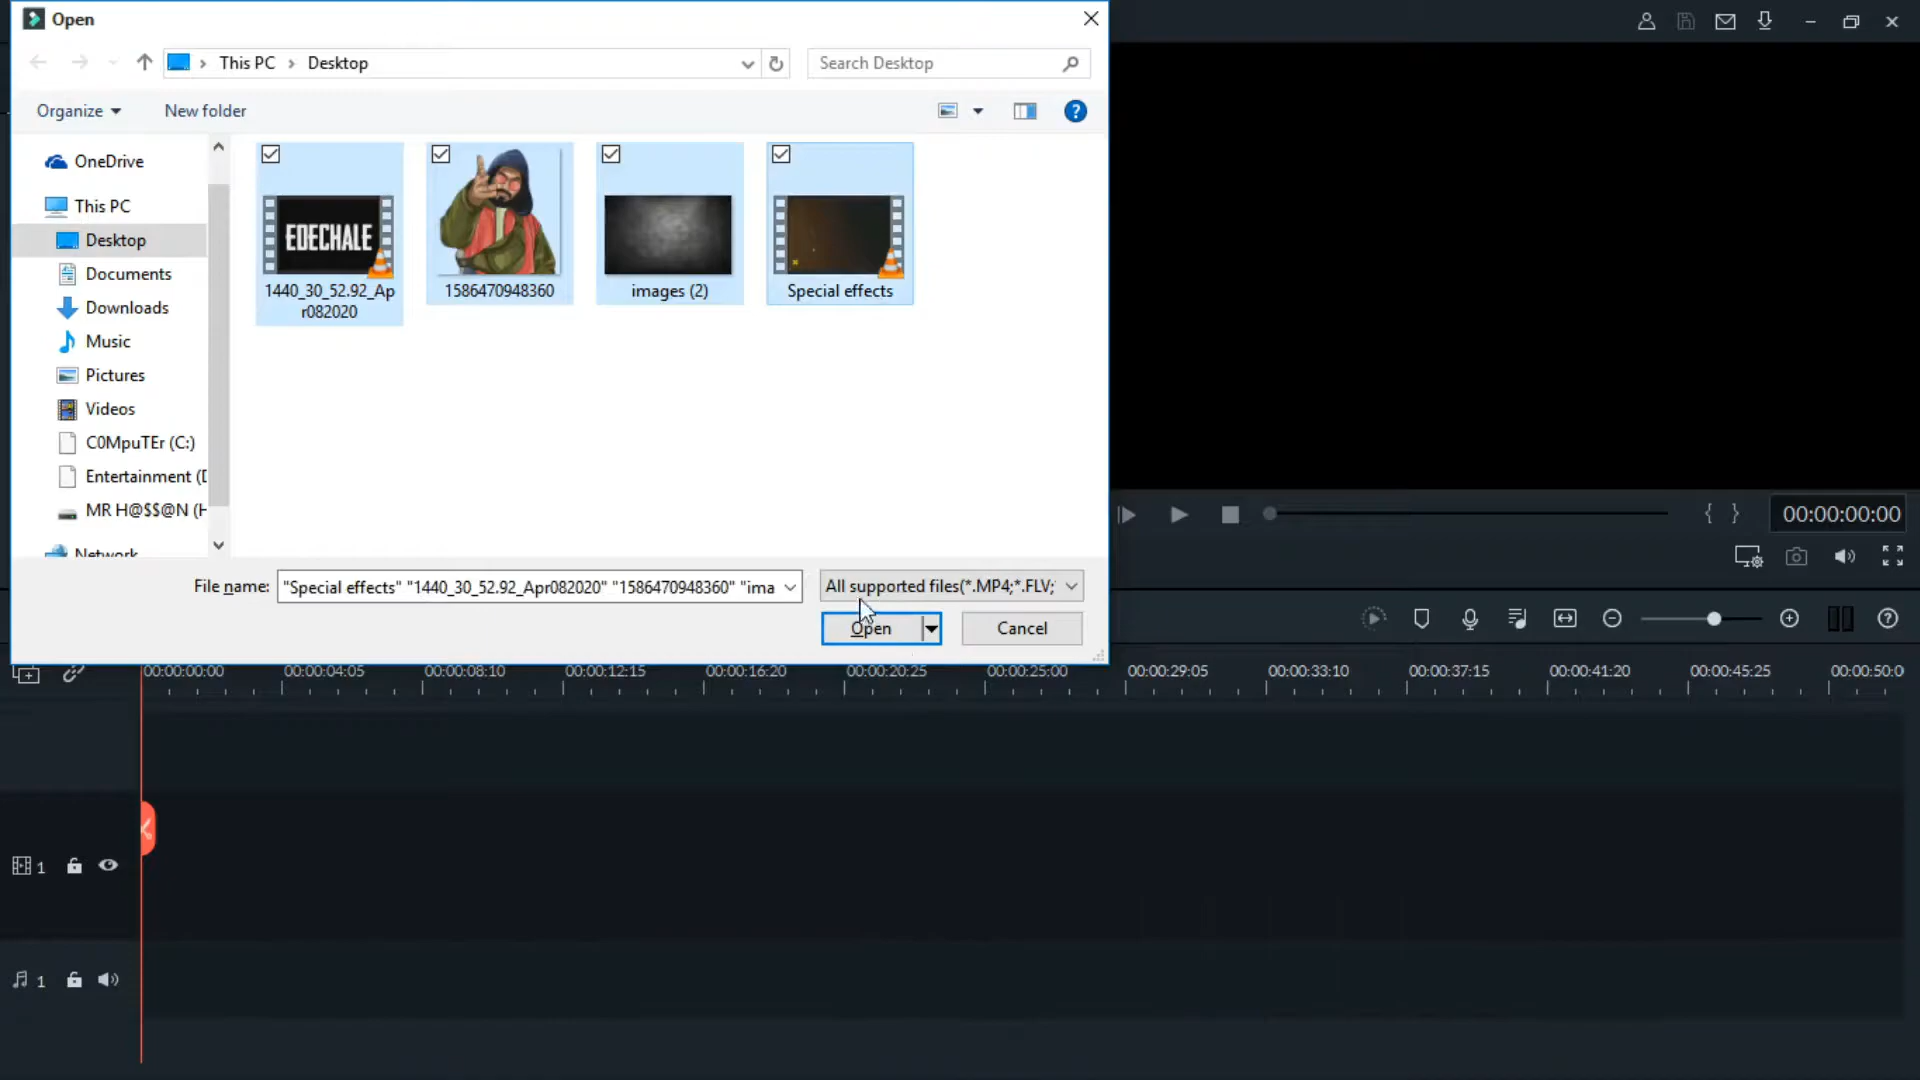 Open
This PC
Desktop
Search Desktop
Organize
New folder
OneDrive
This PC
Desktop
Documents
Downloads
Music
Pictures
Videos
C0MpuTEr (C:)
Entertainment (D
MR H@$$@N (H
Network
EDECHALE
1440_30_52.92_Ap
r082020
1586470948360
images (2)
Special effects
File name:
"Special effects" "1440_30_52.92_Apr082020" "1586470948360" "ima
All supported files(*.MP4;*.FLV;
Open
Cancel
{ }
00:00:00:00
00:00:00:00
00:00:04:05
00:00:08:10
00:00:12:15
00:00:16:20
00:00:20:25
00:00:25:00
00:00:29:05
00:00:33:10
00:00:37:15
00:00:41:20
00:00:45:25
00:00:50:0
1
1